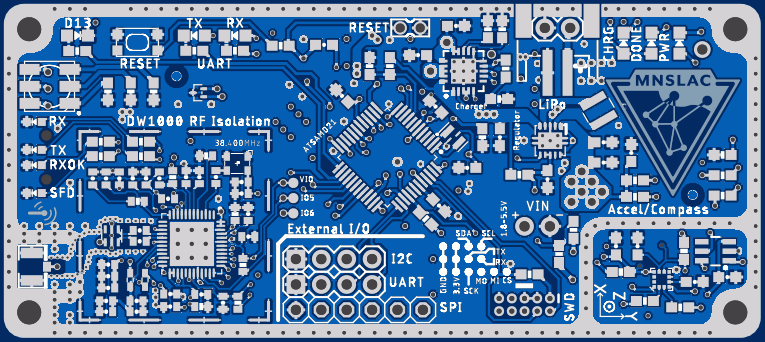 D13
TX
RX
RESET
UART
RESET
CHRG
DONE
PWR
MNSLAC
Charger
LiPo
DW1000 RF Isolation
38.400MHz
ATSAMD21
Regulator
RX
TX
RXOK
SFD
VIO
IO5
IO6
External I/O
I2C
UART
SPI
SDA SCL
TX
RX
GND
3.3V
SCK
MO MI CS
1.8-5.5V
VIN
+
-
SWD
Accel/Compass
X
Z
Y